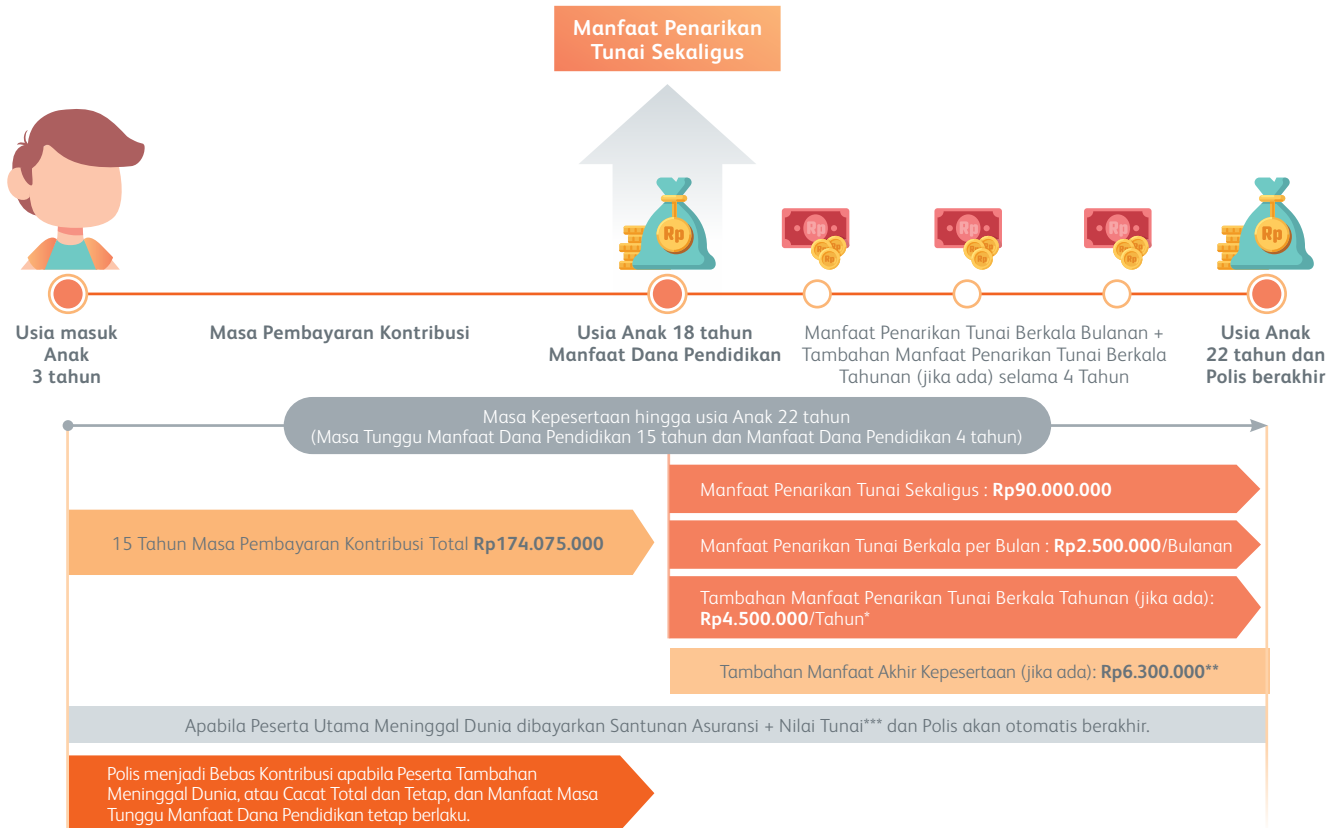 Manfaat Penarikan
Tunai Sekaligus
Rp
Rp
Rp
Rp
Rp
Usia masuk
Anak
3 tahun
Masa Pembayaran Kontribusi
Usia Anak 18 tahun
Manfaat Dana Pendidikan
Manfaat Penarikan Tunai Berkala Bulanan +
Tambahan Manfaat Penarikan Tunai Berkala
Tahunan (jika ada) selama 4 Tahun
Usia Anak
22 tahun dan
Polis berakhir
Masa Kepesertaan hingga usia Anak 22 tahun
(Masa Tunggu Manfaat Dana Pendidikan 15 tahun dan Manfaat Dana Pendidikan 4 tahun)
15 Tahun Masa Pembayaran Kontribusi Total Rp174.075.000
Manfaat Penarikan Tunai Sekaligus : Rp90.000.000
Manfaat Penarikan Tunai Berkala per Bulan : Rp2.500.000/Bulanan
Tambahan Manfaat Penarikan Tunai Berkala Tahunan (jika ada):
Rp4.500.000/Tahun*
Tambahan Manfaat Akhir Kepesertaan (jika ada): Rp6.300.000**
Apabila Peserta Utama Meninggal Dunia dibayarkan Santunan Asuransi + Nilai Tunai*** dan Polis akan otomatis berakhir.
Polis menjadi Bebas Kontribusi apabila Peserta Tambahan
Meninggal Dunia, atau Cacat Total dan Tetap, dan Manfaat Masa
Tunggu Manfaat Dana Pendidikan tetap berlaku.